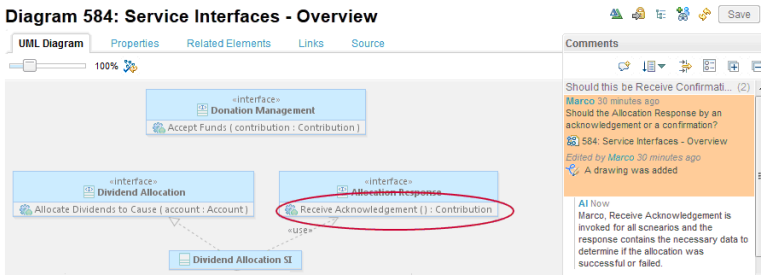 Diagram 584: Service Interfaces - Overview
Save
UML Diagram
Properties
Related Elements
Links
Source
Comments
100%
Should this be Receive Confirmati... (2)
Marco 30 minutes ago
Should the Allocation Response by an
acknowledgement or a confirmation?
584: Service Interfaces - Overview
Edited by Marco 30 minutes ago
A drawing was added
Al Now
Marco, Receive Acknowledgement is
invoked for all scnearios and the
response contains the necessary data to
determine if the allocation was
successful or failed.
«interface»
Donation Management
Accept Funds ( contribution : Contribution )
«interface»
Dividend Allocation
Allocate Dividends to Cause ( account : Account )
«interface»
Allocation Response
Receive Acknowledgement ( ) : Contribution
«use»
Dividend Allocation SI